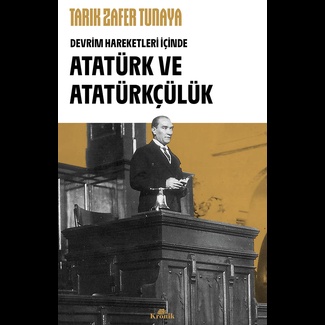 TARIK ZAFER TUNAYA
DEVRİM HAREKETLERİ İÇİNDE
ATATÜRK VE
ATATÜRKÇÜLÜK
Kronik